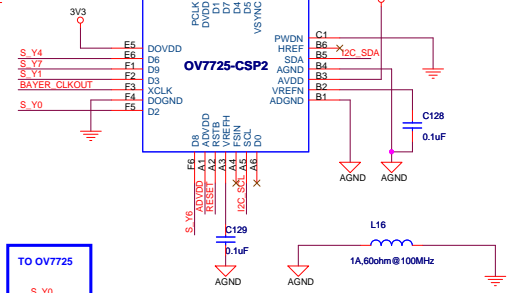 3V3
PCLK
DVDD
D1
D7
D4
D5
VSYNC
S_Y4
E5
DOVDD
PWDN
C1
S_Y7
E6
D6
HREF
B6
S_Y1
F1
D9
OV7725-CSP2
SDA
B5
I2C_SDA
BAYER_CLKOUT
F2
D3
AGND
B4
F3
XCLK
AVDD
B3
F4
DOGND
VREFN
B2
S_Y0
F5
D2
ADGND
B1
C128
0.1uF
D8
ADVDD
RSTB
VREFH
FSIN
SCL
D0
F6
A1
A2
A3
A4
A5
A6
S_Y6
ADVDD
RESET
I2C_SCL
AGND
AGND
C129
0.1uF
L16
1A,60ohm@100MHz
AGND
AGND
TO OV7725
S_Y0